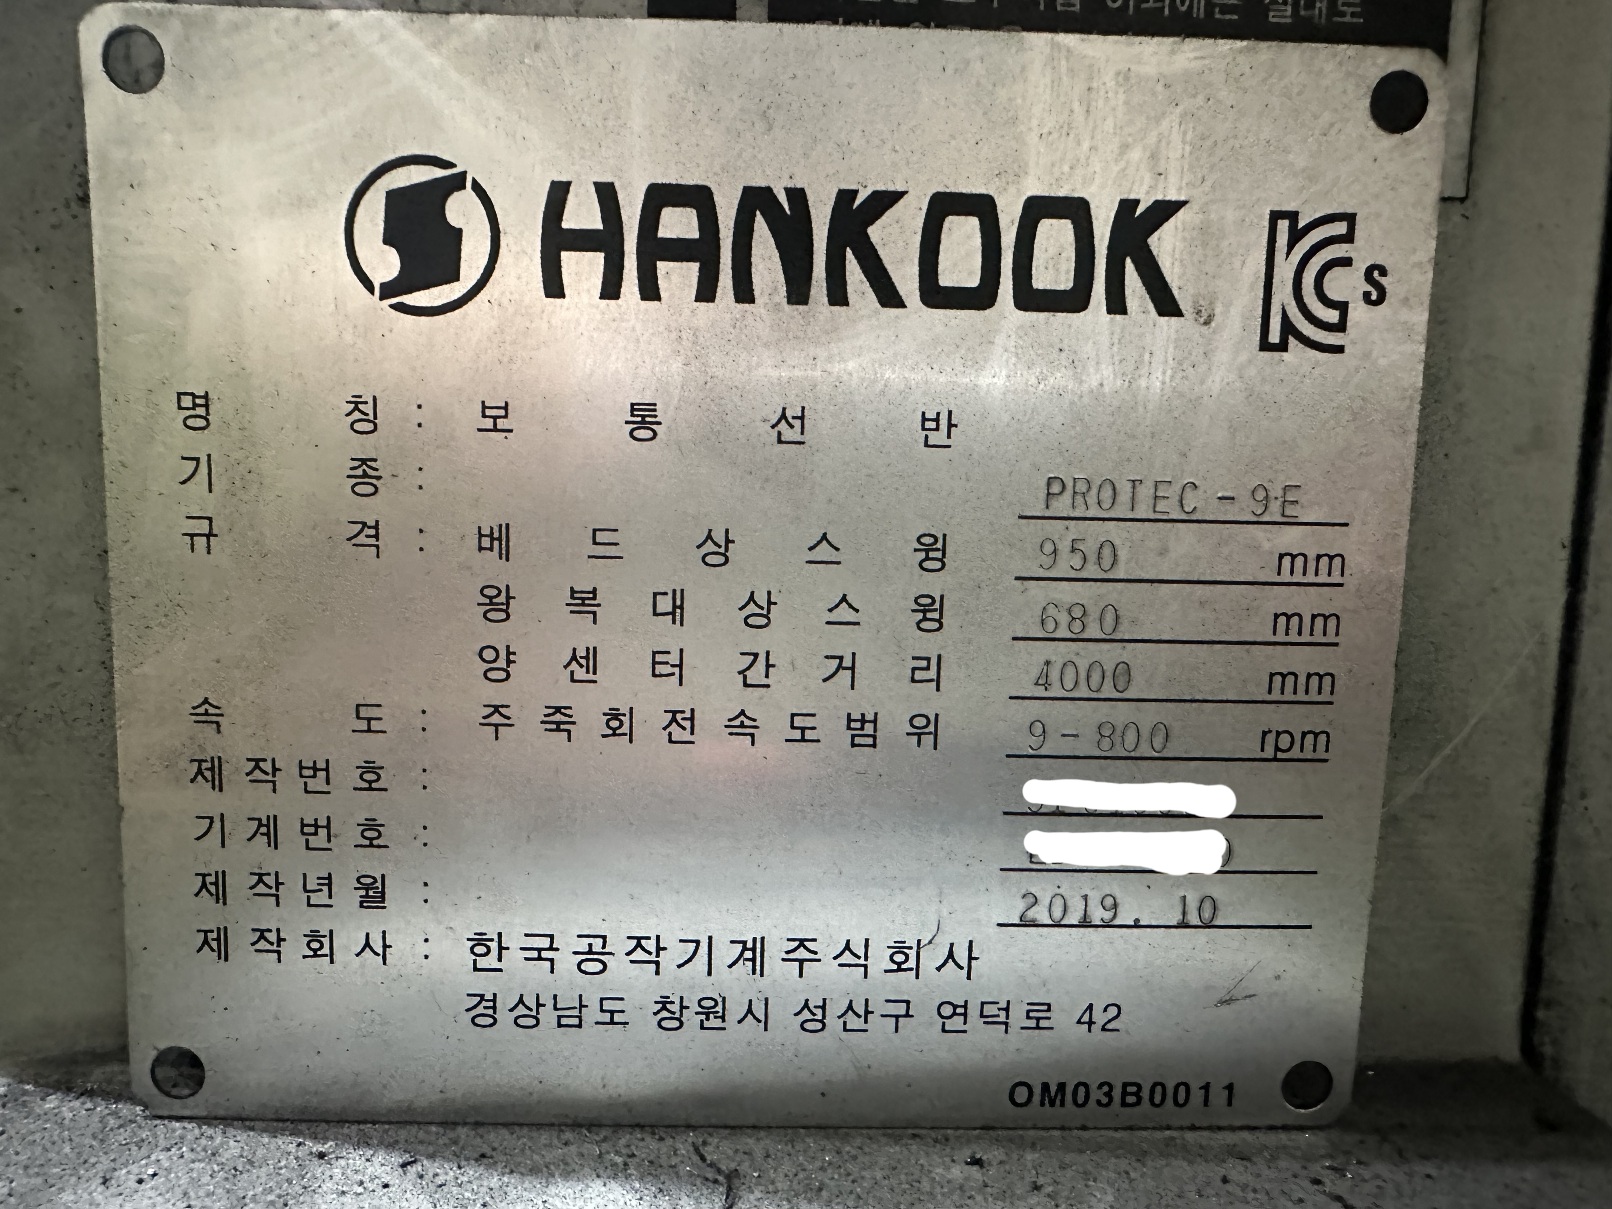 HANKOOK
KCs
명 칭 : 보 통 선 반
기 종 : PROTEC-9E
규 격 : 베 드 상 스 윙 950 mm
왕 복 대 상 스 윙 680 mm
양 센 터 간 거 리 4000 mm
속 도 : 주 축 회 전 속 도 범 위 9-800 rpm
제 작 번 호 :
기 계 번 호 :
제 작 년 월 : 2019. 10
제 작 회 사 : 한국공작기계주식회사
경상남도 창원시 성산구 연덕로 42
OM03B0011